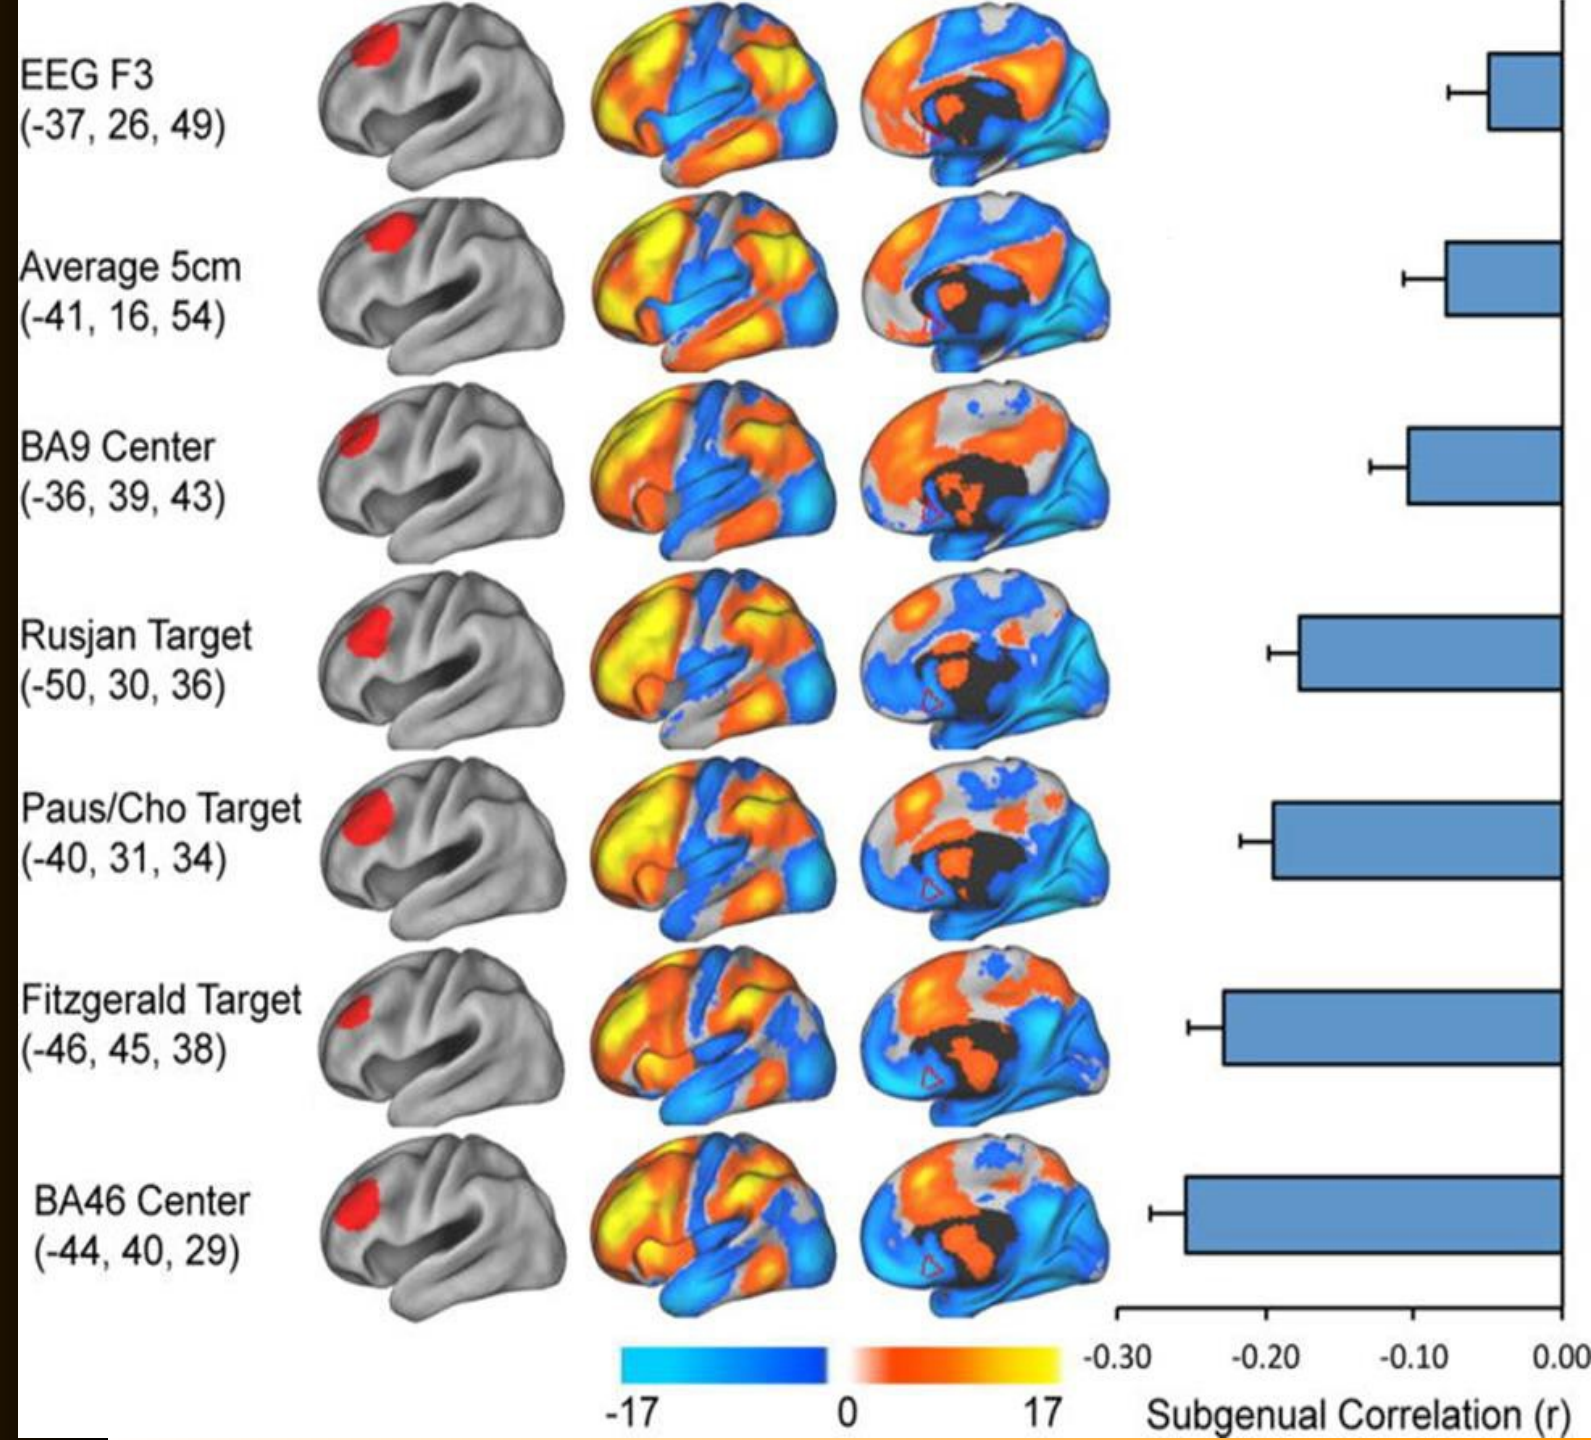 EEG F3
(-37, 26, 49)
Average 5cm
(-41, 16, 54)
BA9 Center
(-36, 39, 43)
Rusjan Target
(-50, 30, 36)
Paus/Cho Target
(-40, 31, 34)
Fitzgerald Target
(-46, 45, 38)
BA46 Center
(-44, 40, 29)
-17 0 17
-0.30 -0.20 -0.10 0.00
Subgenual Correlation (r)